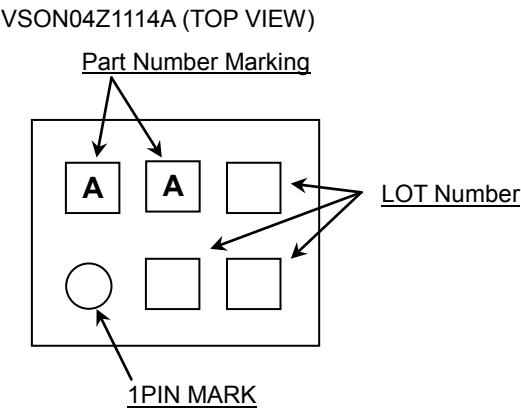 VSON04Z1114A (TOP VIEW)
Part Number Marking
A A
LOT Number
1PIN MARK